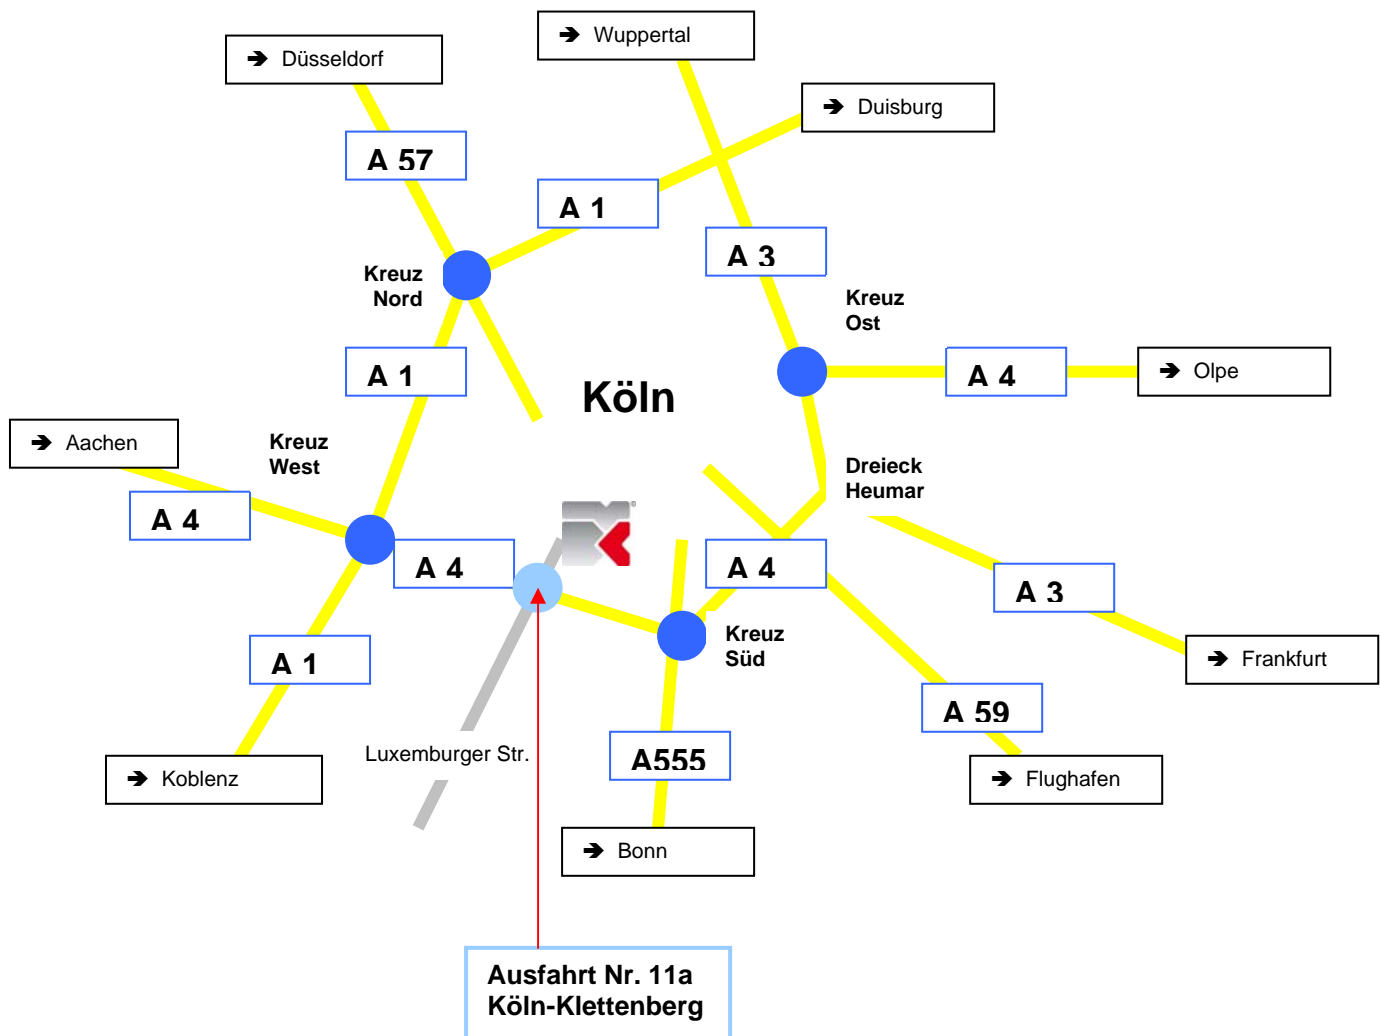 ➔ Wuppertal
➔ Düsseldorf
➔ Duisburg
A 57
A 1
A 3
Kreuz
Nord
Kreuz
Ost
A 1
A 4
➔ Olpe
Köln
➔ Aachen
Kreuz
West
Dreieck
Heumar
A 4
A 4
A 4
A 3
Kreuz
Süd
A 1
➔ Frankfurt
A 59
Luxemburger Str.
A555
➔ Koblenz
➔ Flughafen
➔ Bonn
Ausfahrt Nr. 11a
Köln-Klettenberg